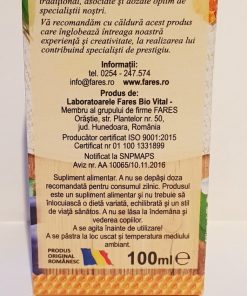 tradițional, asociate și dozate optim de
specialiștii noștri.
Vă recomandăm cu căldură acest produs
care înglobează întreaga noastră
experiență și creativitate, la realizarea lui
contribuind specialiști de prestigiu.
Informații:
tel. 0254 - 247.574
info@fares.ro - www.fares.ro
Produs de:
Laboratoarele Fares Bio Vital -
Membru al grupului de firme FARES
Orăștie, str. Plantelor nr. 50,
jud. Hunedoara, România
Producător certificat ISO 9001:2015
Certificat nr 01 100 1331899
Notificat la SNPMAPS
Aviz nr. AA 10065/10.11.2016
Supliment alimentar. A nu se depăși doza
recomandată pentru consumul zilnic. Produsul
este un supliment alimentar și nu trebuie să
înlocuiască o dietă variată, echilibrată și un stil
de viață sănătos. A nu se lăsa la îndemâna și
vederea copiilor.
A se agita înainte de utilizare!
A se păstra la loc uscat și temperatura mediului
ambiant.
PRODUS
ORIGINAL
ROMÂNESC
100ml e